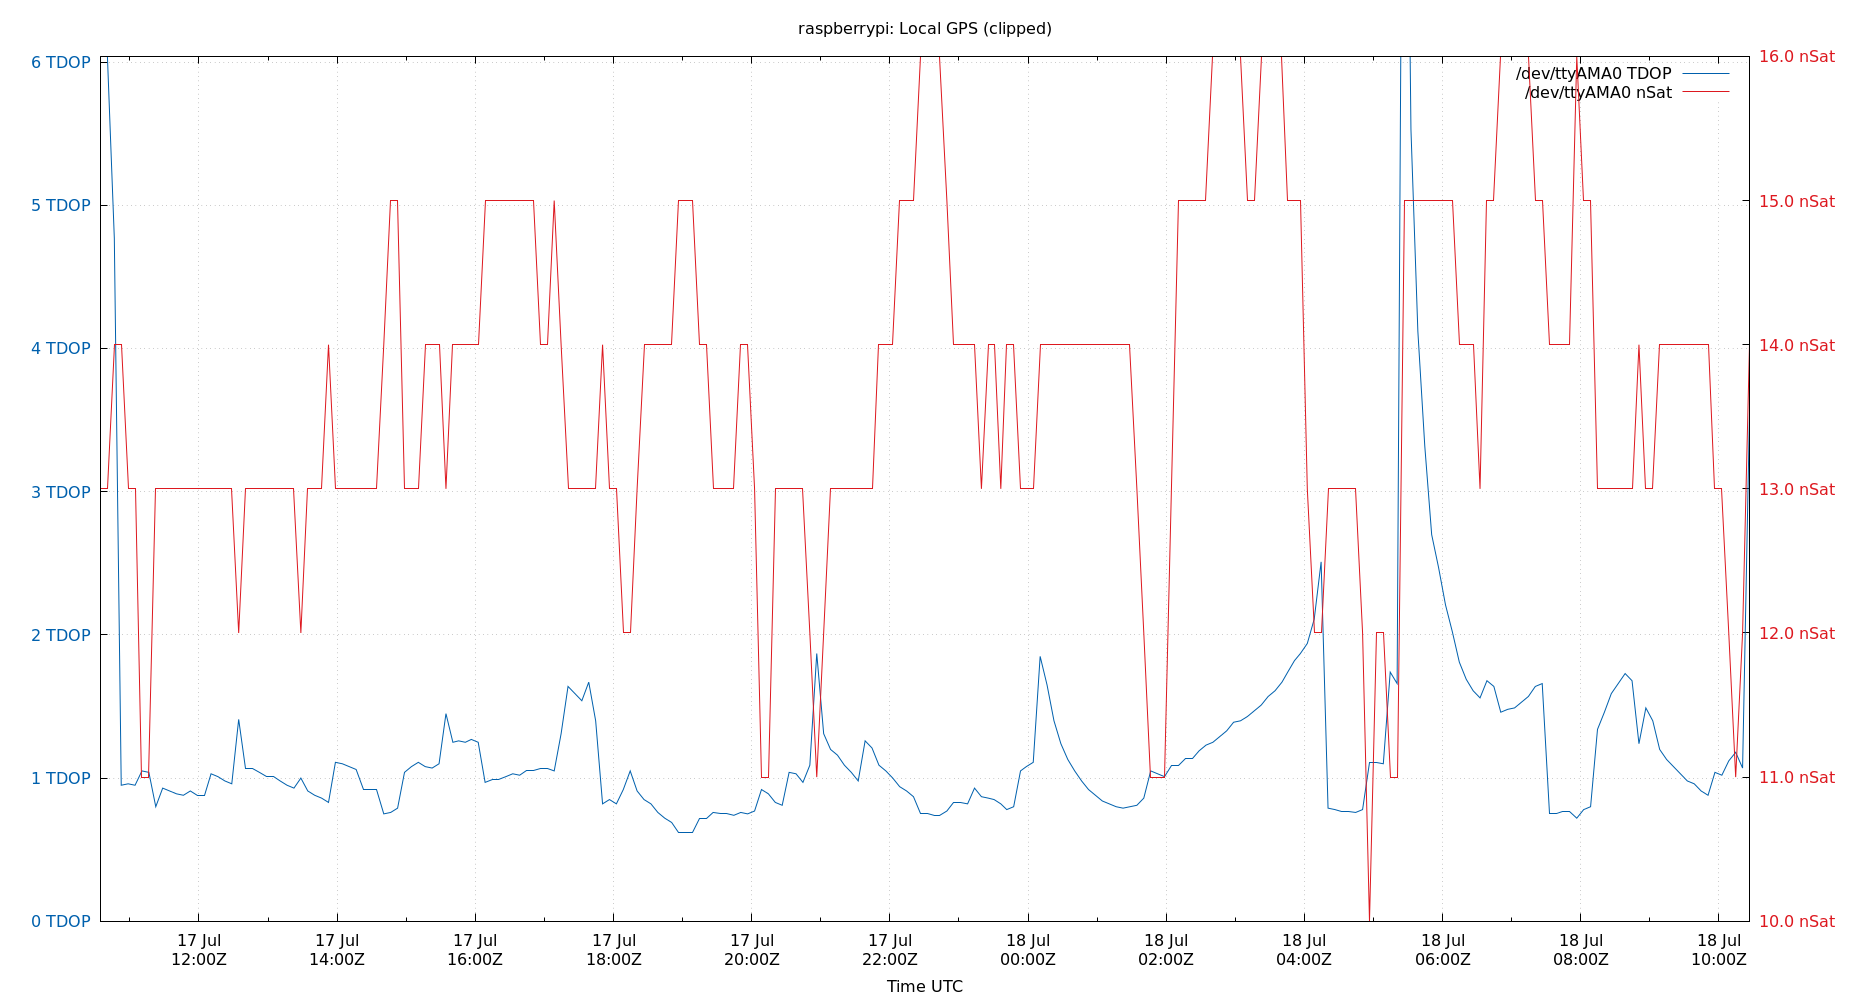 raspberrypi: Local GPS (clipped)
6 TDOP
5 TDOP
4 TDOP
3 TDOP
2 TDOP
1 TDOP
0 TDOP
16.0 nSat
15.0 nSat
14.0 nSat
13.0 nSat
12.0 nSat
11.0 nSat
10.0 nSat
/dev/ttyAMA0 TDOP
/dev/ttyAMA0 nSat
17 Jul 17 Jul 17 Jul 17 Jul 17 Jul 17 Jul 18 Jul 18 Jul 18 Jul 18 Jul 18 Jul 18 Jul
12:00Z 14:00Z 16:00Z 18:00Z 20:00Z 22:00Z 00:00Z 02:00Z 04:00Z 06:00Z 08:00Z 10:00Z
Time UTC